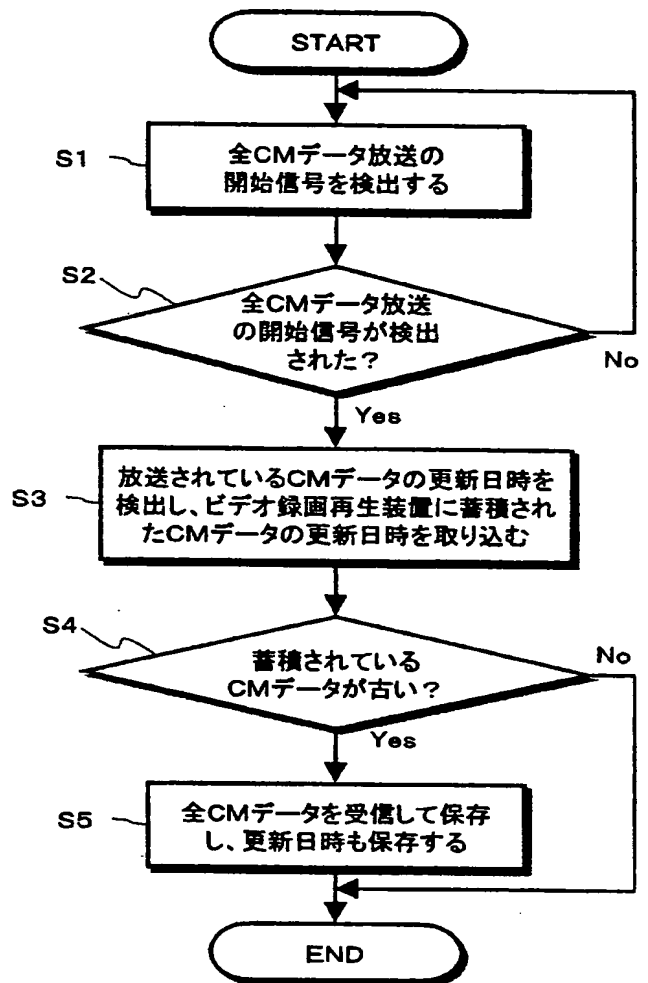 START
S1
全CMデータ放送の
開始信号を検出する
S2
全CMデータ放送
の開始信号が検出
された？
No
Yes
S3
放送されているCMデータの更新日時を
検出し、ビデオ録画再生装置に蓄積され
たCMデータの更新日時を取り込む
S4
蓄積されている
CMデータが古い？
No
Yes
S5
全CMデータを受信して保存
し、更新日時も保存する
END